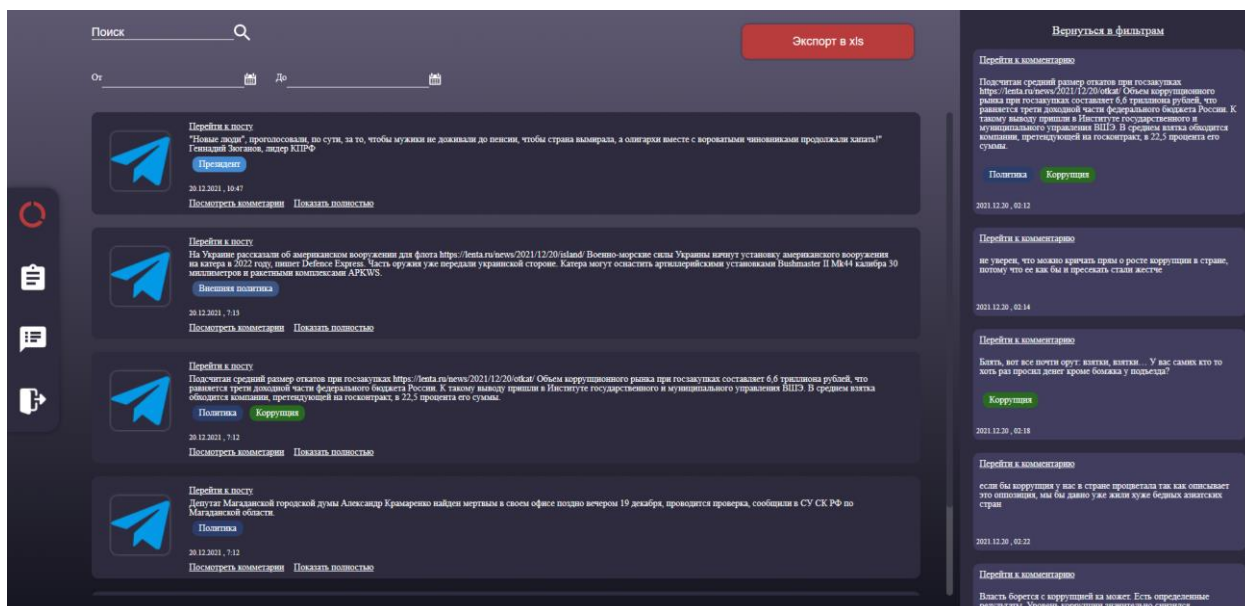 Поиск
Экспорт в xls
От
До
Перейти к посту
"Новые люди", проголосовали, по сути, за то, чтобы мужики не доживали до пенсии, чтобы страна вымирала, а олигархи вместе с вороватыми чиновниками продолжали хапать!"
Геннадий Зюганов, лидер КПРФ
Президент
20.12.2021 , 10:47
Посмотреть комметарии Показать полностью
Перейти к посту
На Украине рассказали об американском вооружении для флота https://lenta.ru/news/2021/12/20/island/ Военно-морские силы Украины начнут установку американского вооружения
на катера в 2022 году, пишет Defence Express. Часть оружия уже передали украинской стороне. Катера могут оснастить артиллерийскими установками Bushmaster II Mk44 калибра 30
миллиметров и ракетными комплексами APKWS.
Внешняя политика
20.12.2021 , 7:13
Посмотреть комметарии Показать полностью
Перейти к посту
Подсчитан средний размер откатов при госзакупках https://lenta.ru/news/2021/12/20/otkat/ Объем коррупционного рынка при госзакупках составляет 6,6 триллиона рублей, что
равняется трети доходной части федерального бюджета России. К такому выводу пришли в Институте государственного и муниципального управления ВШЭ. В среднем взятка
обходится компании, претендующей на госконтракт, в 22,5 процента его суммы.
Политика Коррупция
20.12.2021 , 7:12
Посмотреть комметарии Показать полностью
Перейти к посту
Депутат Магаданской городской думы Александр Крамаренко найден мертвым в своем офисе поздно вечером 19 декабря, проводится проверка, сообщили в СУ СК РФ по
Магаданской области.
Политика
20.12.2021 , 7:12
Посмотреть комметарии Показать полностью
Вернуться в фильтрам
Перейти к комментарию
Подсчитан средний размер откатов при госзакупках
https://lenta.ru/news/2021/12/20/otkat/ Объем коррупционного
рынка при госзакупках составляет 6,6 триллиона рублей, что
равняется трети доходной части федерального бюджета России. К
такому выводу пришли в Институте государственного и
муниципального управления ВШЭ. В среднем взятка обходится
компании, претендующей на госконтракт, в 22,5 процента его
суммы.
Политика Коррупция
2021.12.20 , 02:12
Перейти к комментарию
не уверен, что можно кричать прям о росте коррупции в стране,
потому что ее как бы и пресекать стали жестче
2021.12.20 , 02:14
Перейти к комментарию
Блять, вот все почти орут: взятки, взятки… У вас самих кто то
хоть раз просил денег кроме бомжа у подъезда?
Коррупция
2021.12.20 , 02:18
Перейти к комментарию
если бы коррупция у нас в стране процветала так как описывает
это оппозиция, мы бы давно уже жили хуже бедных азиатских
стран
2021.12.20 , 02:22
Перейти к комментарию
Власть борется с коррупцией ка может. Есть определенные
результаты. Уровень коррупции значительно снизился